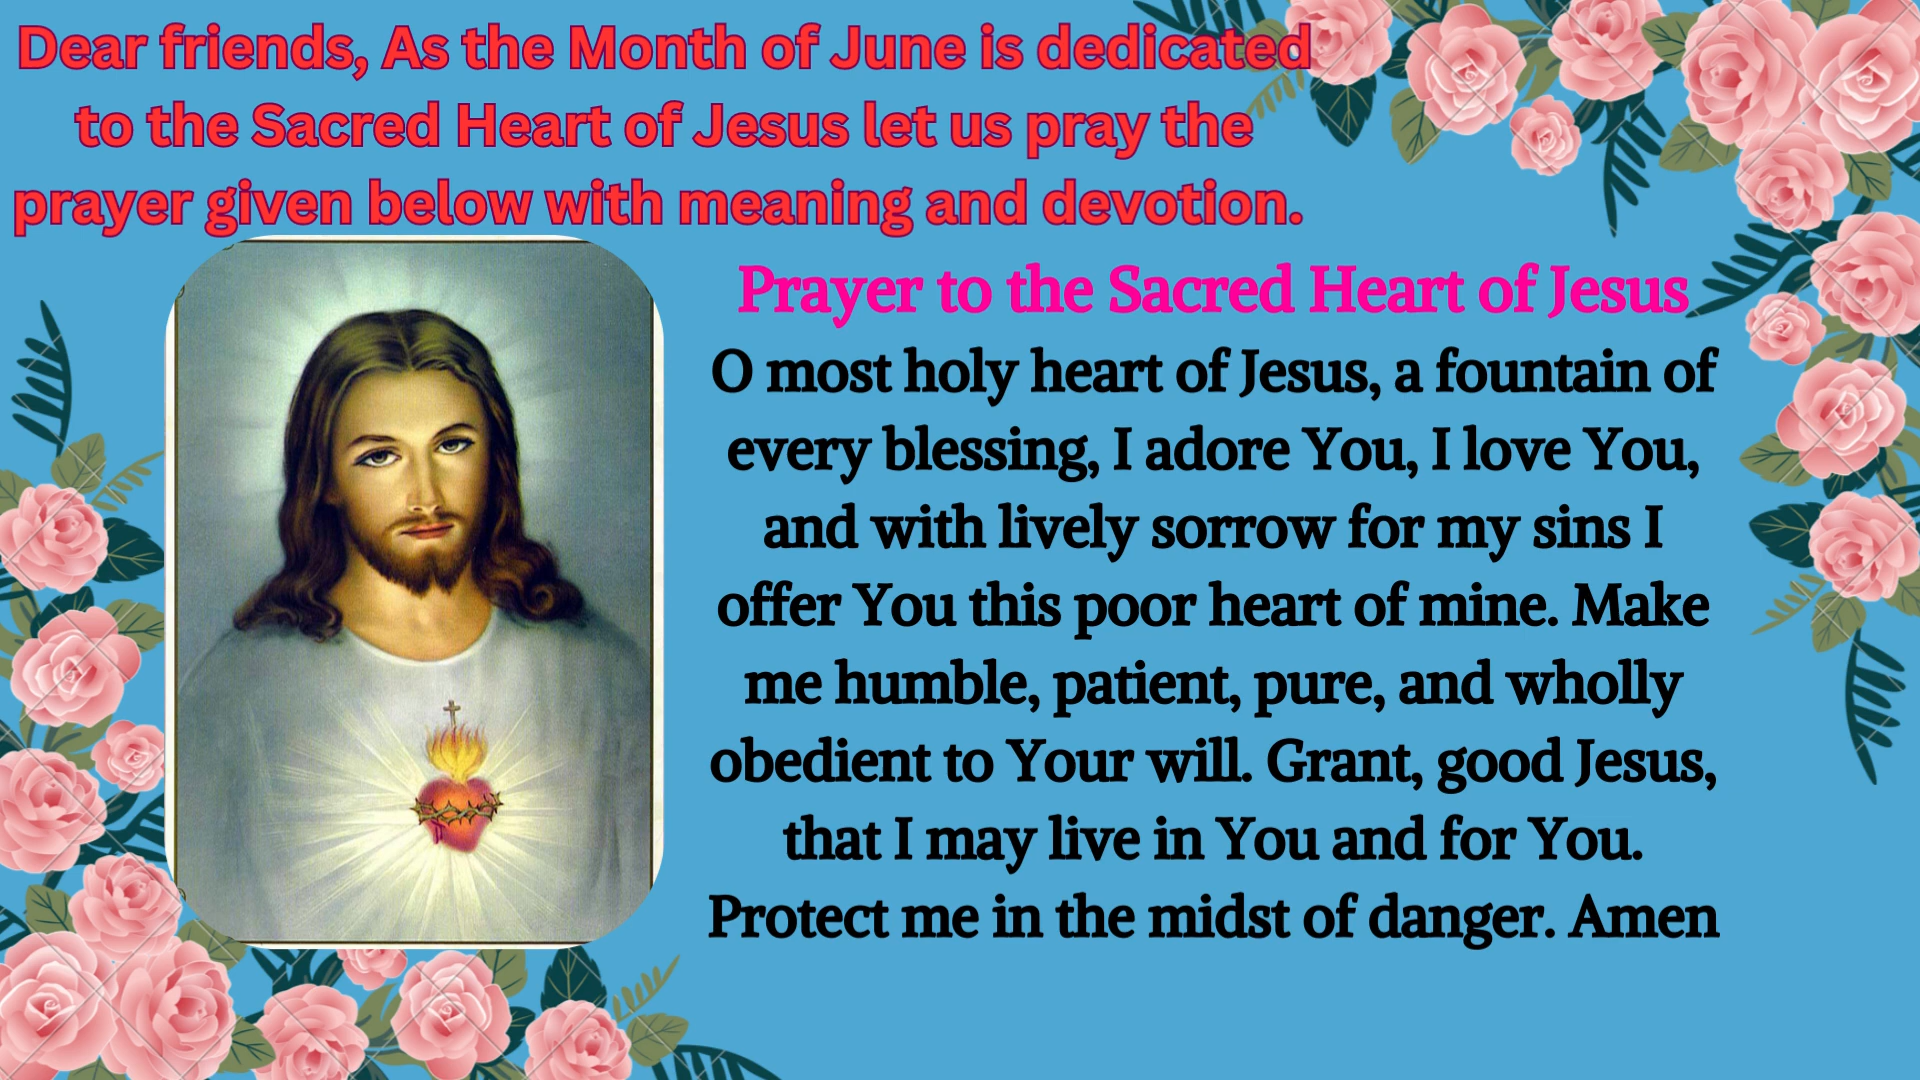 Dear friends, As the Month of June is dedicated
to the Sacred Heart of Jesus let us pray the
prayer given below with meaning and devotion.
Prayer to the Sacred Heart of Jesus
O most holy heart of Jesus, a fountain of
every blessing, I adore You, I love You,
and with lively sorrow for my sins I
offer You this poor heart of mine. Make
me humble, patient, pure, and wholly
obedient to Your will. Grant, good Jesus,
that I may live in You and for You.
Protect me in the midst of danger. Amen